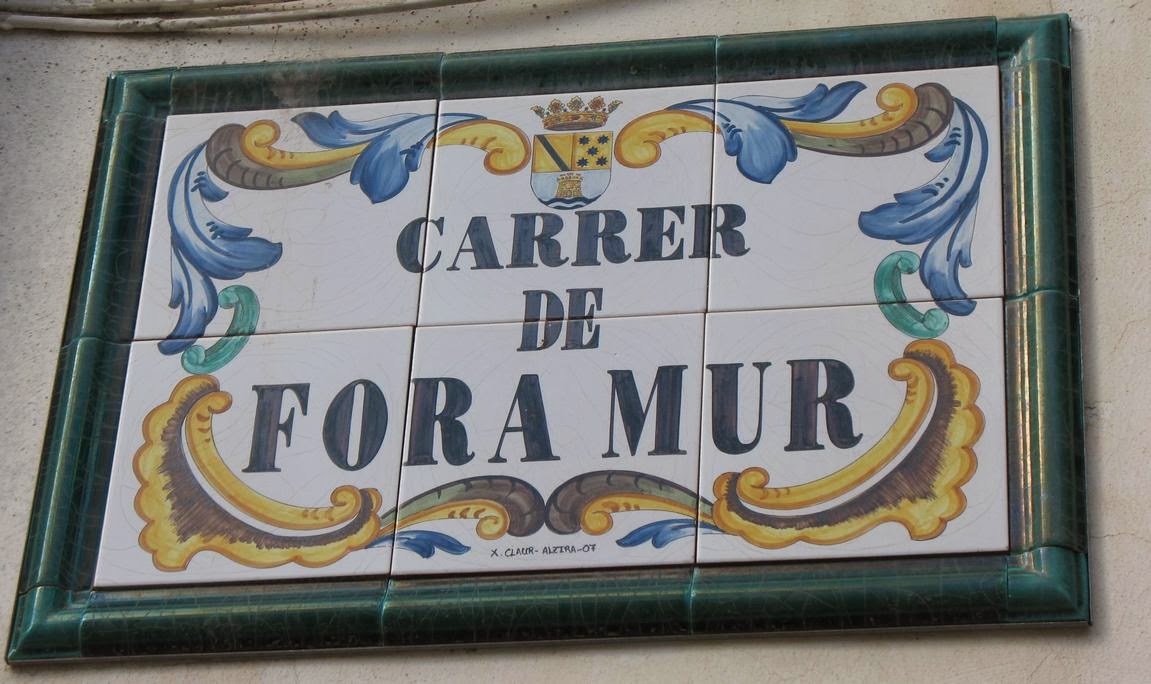 CARRER
DE
FORA MUR
X. CLAUR - ALZIRA - 07